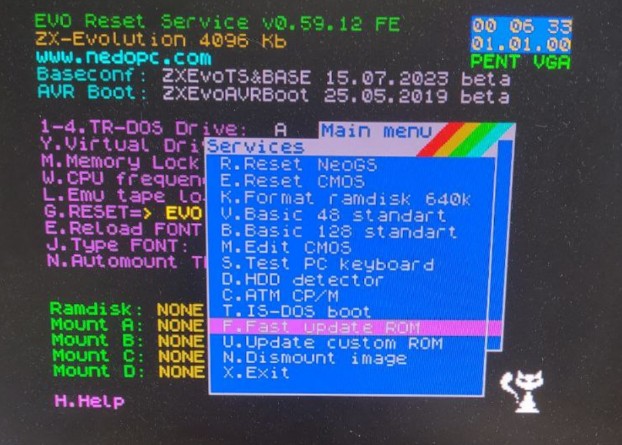 EVO Reset Service v0.59.12 FE
ZX-Evolution 4096 Kb
www.nedopc.com
Baseconf: ZXEvoTS&BASE 15.07.2023 beta
AVR Boot: ZXEvoAVRBoot 25.05.2019 beta
00 06 33
01.01.00
PENT VGA
1-4.TR-DOS Drive: A
Y.Virtual Dri
M.Memory Lock
W.CPU frequen
L.Emu tape lo
G.RESET=> EVO
E.Reload FONT
J.Type FONT:
N.Automount T
Ramdisk: NONE
Mount A: NONE
Mount B: NONE
Mount C: NONE
Mount D: NONE
H.Help
Main menu
Services
R.Reset NeoGS
E.Reset CMOS
K.Format ramdisk 640k
V.Basic 48 standart
B.Basic 128 standart
M.Edit CMOS
S.Test PC keyboard
D.HDD detector
C.ATM CP/M
T.IS-DOS boot
F.Fast update ROM
U.Update custom ROM
N.Dismount image
X.Exit